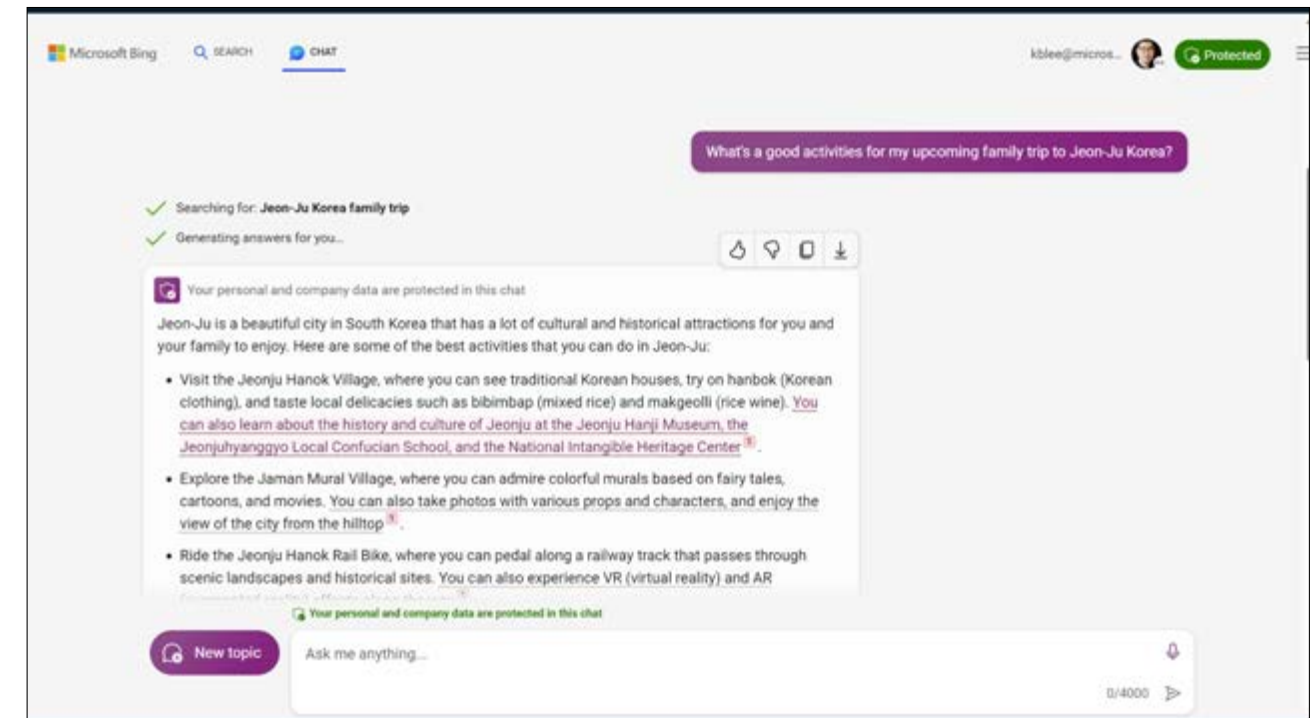 Microsoft Bing
SEARCH
CHAT
kblee@micros...
Protected
What's a good activities for my upcoming family trip to Jeon-Ju Korea?
Searching for: Jeon-Ju Korea family trip
Generating answers for you...
Your personal and company data are protected in this chat
Jeon-Ju is a beautiful city in South Korea that has a lot of cultural and historical attractions for you and
your family to enjoy. Here are some of the best activities that you can do in Jeon-Ju:
• Visit the Jeonju Hanok Village, where you can see traditional Korean houses, try on hanbok (Korean
clothing), and taste local delicacies such as bibimbap (mixed rice) and makgeolli (rice wine). You
can also learn about the history and culture of Jeonju at the Jeonju Hanji Museum, the
Jeonjuhyanggyo Local Confucian School, and the National Intangible Heritage Center .
• Explore the Jaman Mural Village, where you can admire colorful murals based on fairy tales,
cartoons, and movies. You can also take photos with various props and characters, and enjoy the
view of the city from the hilltop .
• Ride the Jeonju Hanok Rail Bike, where you can pedal along a railway track that passes through
scenic landscapes and historical sites. You can also experience VR (virtual reality) and AR
Your personal and company data are protected in this chat
New topic
Ask me anything...
0/4000